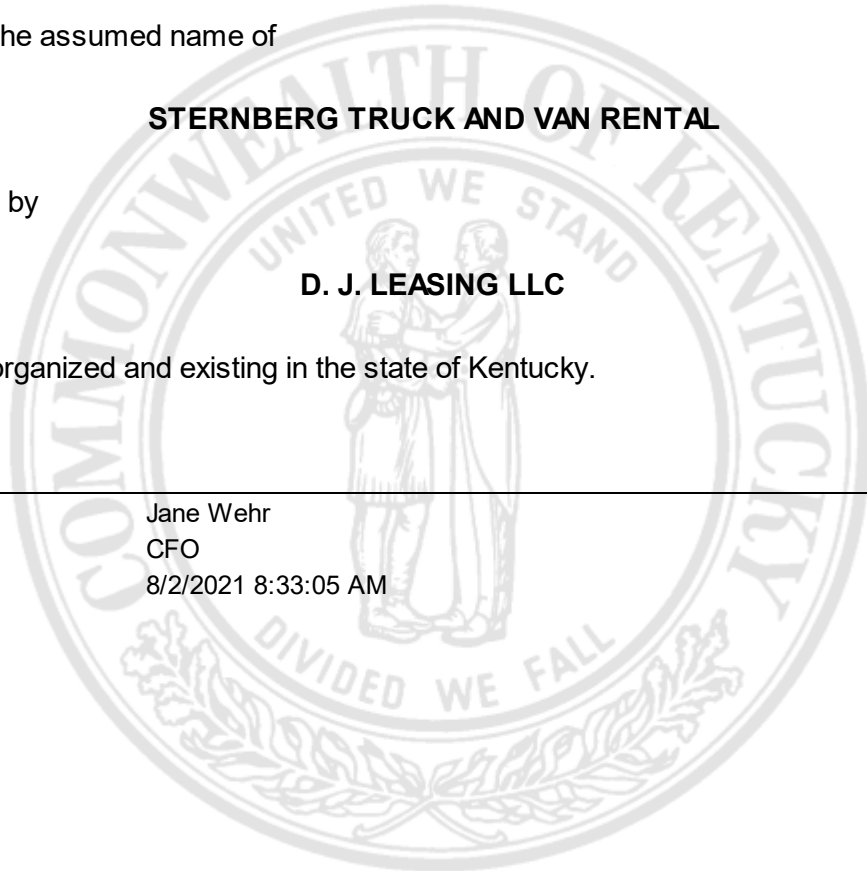 he assumed name of
STERNBERG TRUCK AND VAN RENTAL
by
D. J. LEASING LLC
organized and existing in the state of Kentucky.
Jane Wehr
CFO
8/2/2021 8:33:05 AM
COMMONWEALTH OF KENTUCKY
UNITED WE STAND
DIVIDED WE FALL